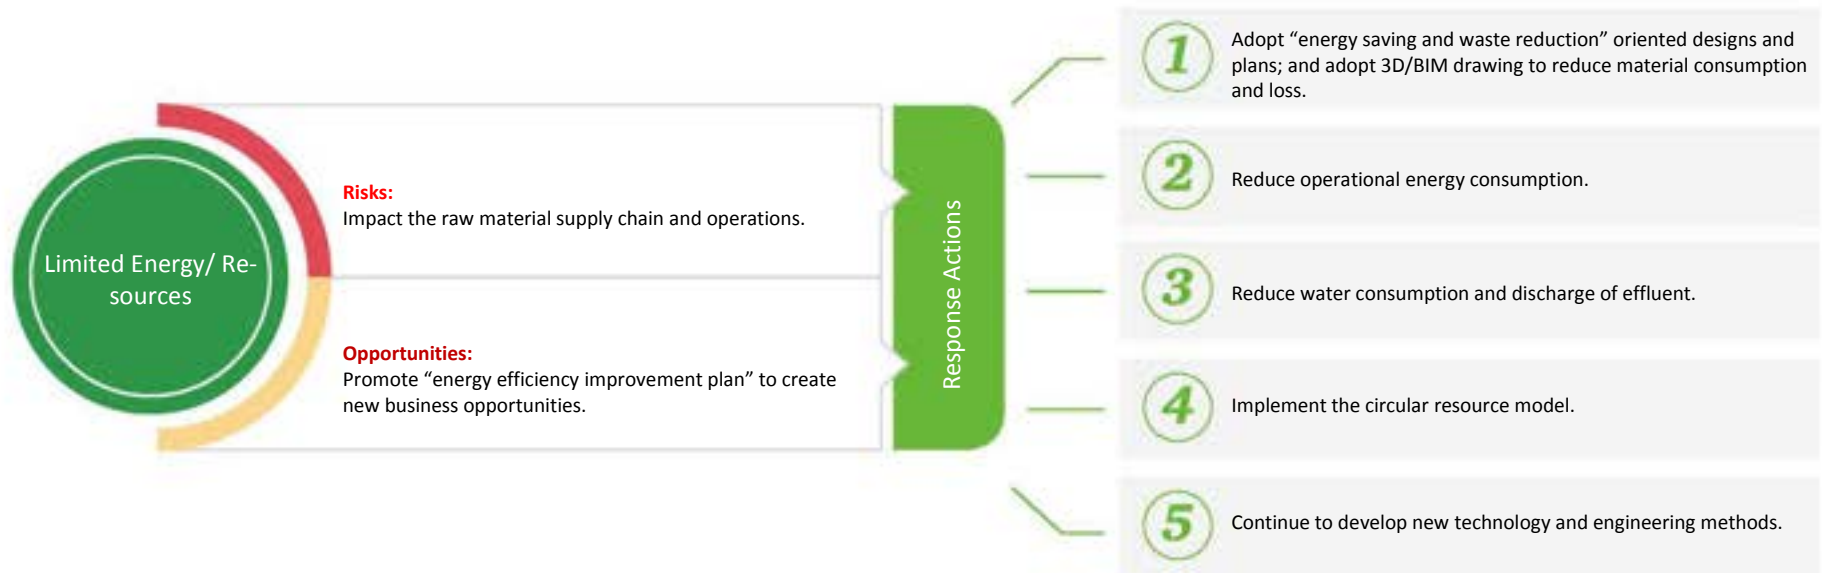 Limited Energy/ Re-
sources
Risks:
Impact the raw material supply chain and operations.
Opportunities:
Promote “energy efficiency improvement plan” to create
new business opportunities.
Response Actions
1
Adopt “energy saving and waste reduction” oriented designs and
plans; and adopt 3D/BIM drawing to reduce material consumption
and loss.
2
Reduce operational energy consumption.
3
Reduce water consumption and discharge of effluent.
4
Implement the circular resource model.
5
Continue to develop new technology and engineering methods.